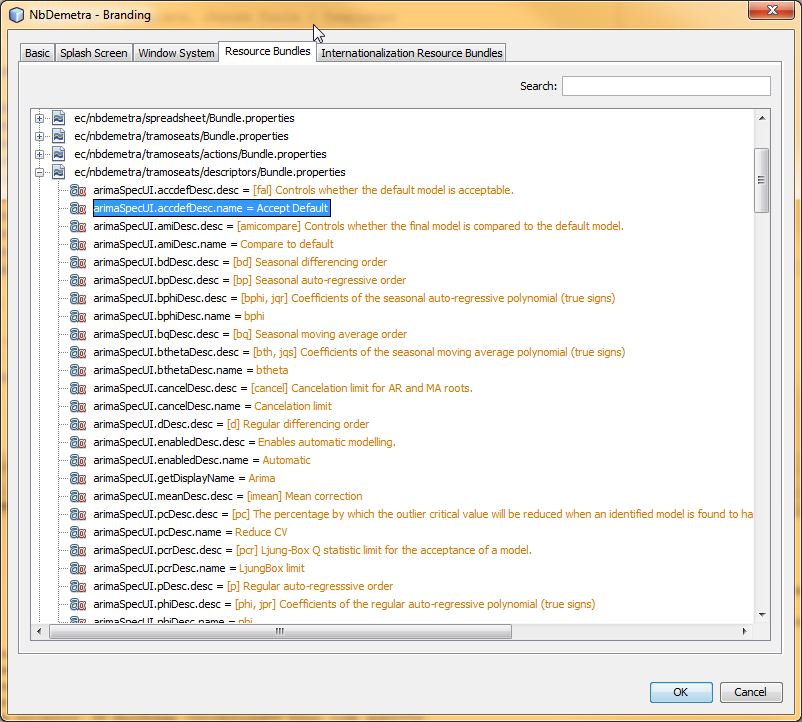 NbDemetra - Branding
Basic Splash Screen Window System Resource Bundles Internationalization Resource Bundles
Search:
ec/nbdemetra/spreadsheet/Bundle.properties
ec/nbdemetra/tramoseats/Bundle.properties
ec/nbdemetra/tramoseats/actions/Bundle.properties
ec/nbdemetra/tramoseats/descriptors/Bundle.properties
arimaSpecUI.accdefDesc.desc = [fal] Controls whether the default model is acceptable.
arimaSpecUI.accdefDesc.name = Accept Default
arimaSpecUI.amiDesc.desc = [amicompare] Controls whether the final model is compared to the default model.
arimaSpecUI.amiDesc.name = Compare to default
arimaSpecUI.bdDesc.desc = [bd] Seasonal differencing order
arimaSpecUI.bpDesc.desc = [bp] Seasonal auto-regressive order
arimaSpecUI.bphiDesc.desc = [bphi, jqr] Coefficients of the seasonal auto-regressive polynomial (true signs)
arimaSpecUI.bphiDesc.name = bphi
arimaSpecUI.bqDesc.desc = [bq] Seasonal moving average order
arimaSpecUI.bthetaDesc.desc = [bth, jqs] Coefficients of the seasonal moving average polynomial (true signs)
arimaSpecUI.bthetaDesc.name = btheta
arimaSpecUI.cancelDesc.desc = [cancel] Cancelation limit for AR and MA roots.
arimaSpecUI.cancelDesc.name = Cancelation limit
arimaSpecUI.dDesc.desc = [d] Regular differencing order
arimaSpecUI.enabledDesc.desc = Enables automatic modelling.
arimaSpecUI.enabledDesc.name = Automatic
arimaSpecUI.getDisplayName = Arima
arimaSpecUI.meanDesc.desc = [imean] Mean correction
arimaSpecUI.pcDesc.desc = [pc] The percentage by which the outlier critical value will be reduced when an identified model is found to ha
arimaSpecUI.pcDesc.name = Reduce CV
arimaSpecUI.pcrDesc.desc = [pcr] Ljung-Box Q statistic limit for the acceptance of a model.
arimaSpecUI.pcrDesc.name = LjungBox limit
arimaSpecUI.pDesc.desc = [p] Regular auto-regresssive order
arimaSpecUI.phiDesc.desc = [phi, jpr] Coefficients of the regular auto-regressive polynomial (true signs)
arimaSpecUI.phiDesc.name = phi
OK Cancel